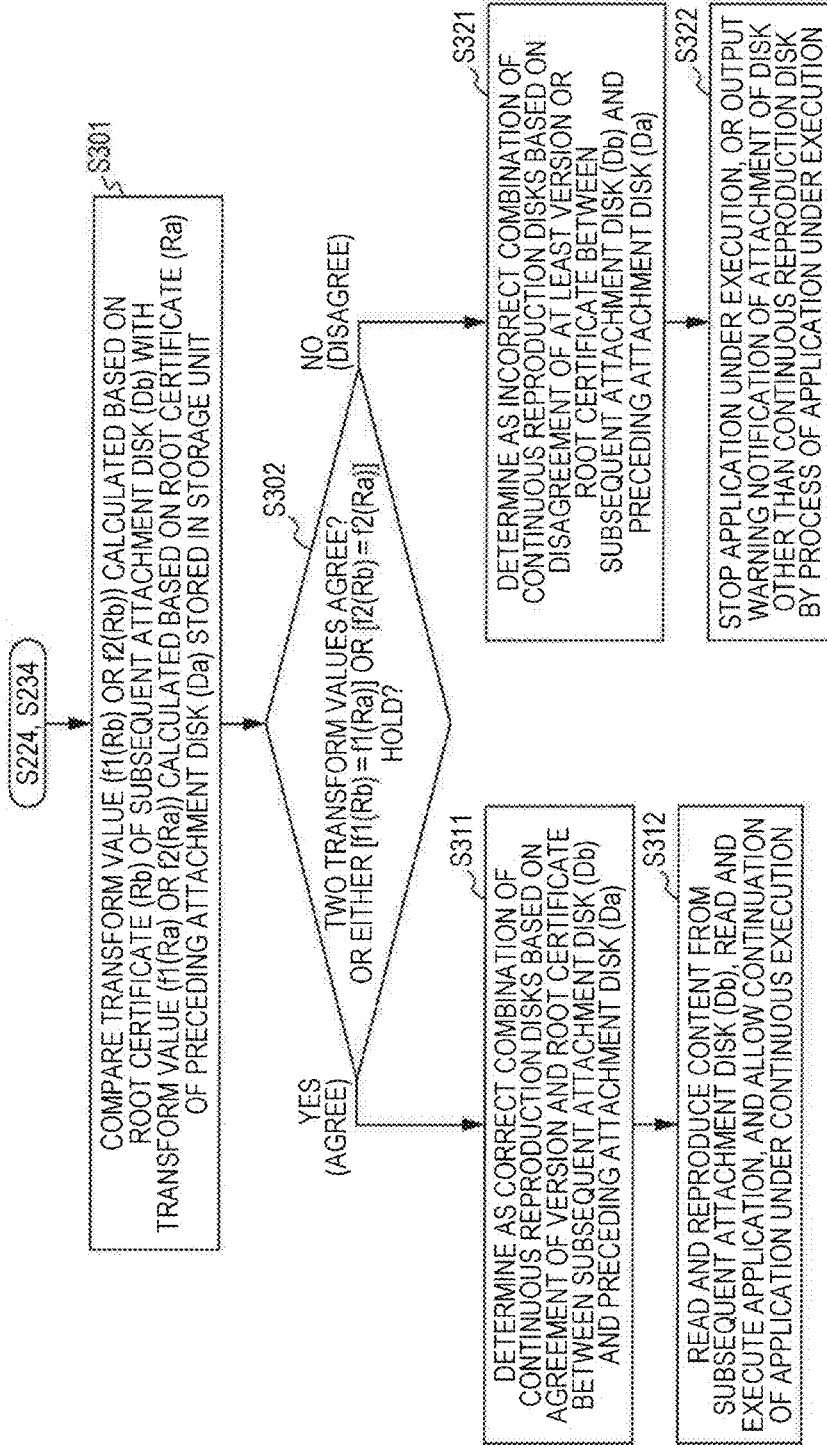 S224, S234
S301
COMPARE TRANSFORM VALUE (f1(Rb) OR f2(Rb)) CALCULATED BASED ON
ROOT CERTIFICATE (Rb) OF SUBSEQUENT ATTACHMENT DISK (Db) WITH
TRANSFORM VALUE (f1(Ra) OR f2(Ra)) CALCULATED BASED ON ROOT CERTIFICATE (Ra)
OF PRECEDING ATTACHMENT DISK (Da) STORED IN STORAGE UNIT
S302
TWO TRANSFORM VALUES AGREE?
OR EITHER [f1(Rb) = f1(Ra)] OR [f2(Rb) = f2(Ra)]
HOLD?
YES
(AGREE)
NO
(DISAGREE)
S311
DETERMINE AS CORRECT COMBINATION OF
CONTINUOUS REPRODUCTION DISKS BASED ON
AGREEMENT OF VERSION AND ROOT CERTIFICATE
BETWEEN SUBSEQUENT ATTACHMENT DISK (Db)
AND PRECEDING ATTACHMENT DISK (Da)
S312
READ AND REPRODUCE CONTENT FROM
SUBSEQUENT ATTACHMENT DISK (Db), READ AND
EXECUTE APPLICATION, AND ALLOW CONTINUATION
OF APPLICATION UNDER CONTINUOUS EXECUTION
S321
DETERMINE AS INCORRECT COMBINATION OF
CONTINUOUS REPRODUCTION DISKS BASED ON
DISAGREEMENT OF AT LEAST VERSION OR
ROOT CERTIFICATE BETWEEN
SUBSEQUENT ATTACHMENT DISK (Db) AND
PRECEDING ATTACHMENT DISK (Da)
S322
STOP APPLICATION UNDER EXECUTION, OR OUTPUT
WARNING NOTIFICATION OF ATTACHMENT OF DISK
OTHER THAN CONTINUOUS REPRODUCTION DISK
BY PROCESS OF APPLICATION UNDER EXECUTION